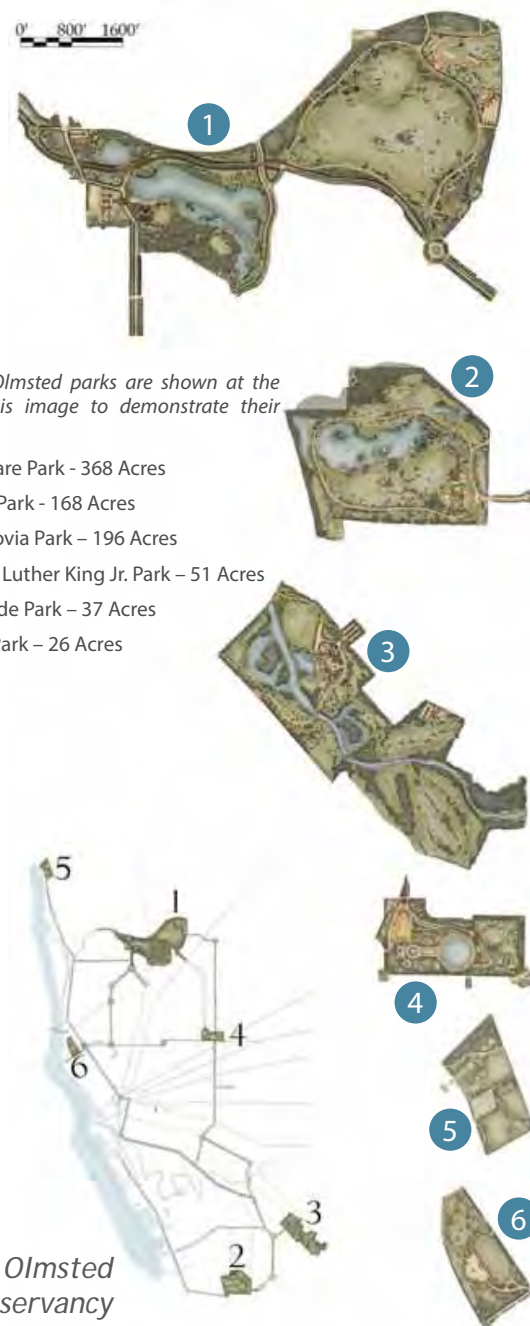 0' 800' 1600'
1
Olmsted parks are shown at the
is image to demonstrate their
2
are Park - 368 Acres
Park - 168 Acres
ovia Park – 196 Acres
Luther King Jr. Park – 51 Acres
de Park – 37 Acres
Park – 26 Acres
3
4
5
6
5
1
4
6
3
2
Olmsted
servancy